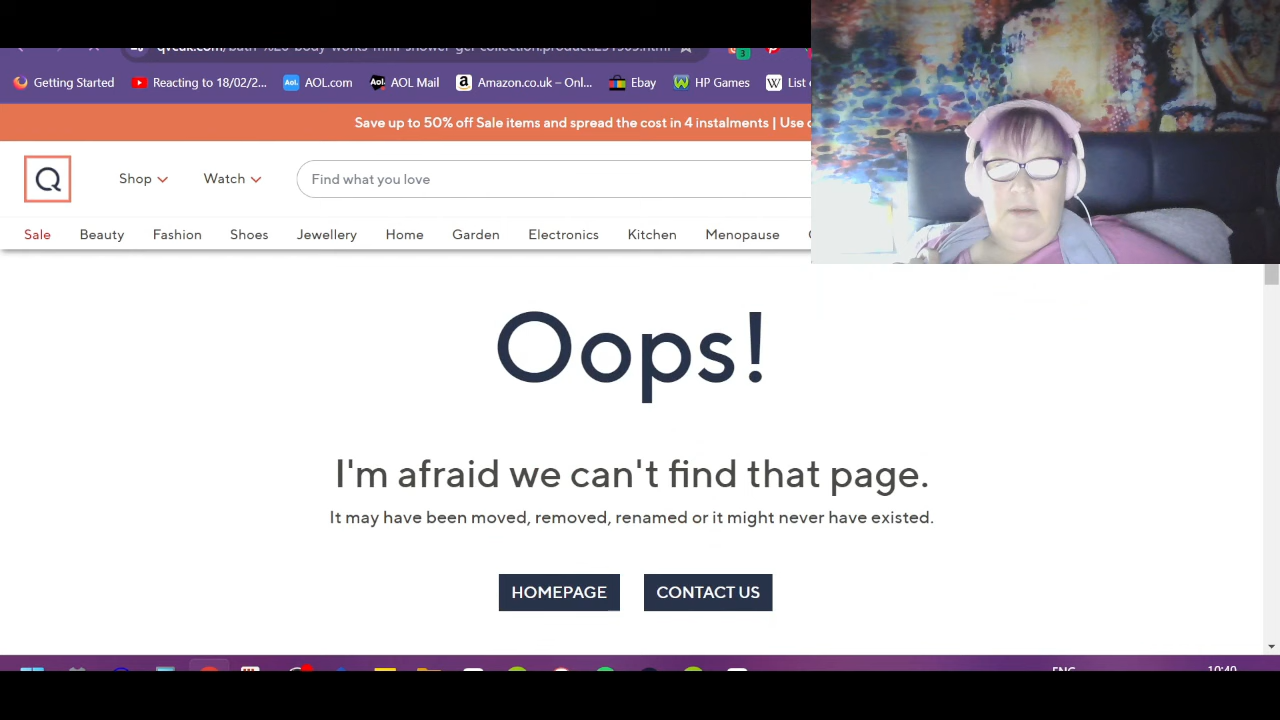 Getting Started Reacting to 18/02/2... AOL.com AOL Mail Amazon.co.uk – Onl... Ebay HP Games List
Save up to 50% off Sale items and spread the cost in 4 instalments | Use
Shop Watch Find what you love
Sale Beauty Fashion Shoes Jewellery Home Garden Electronics Kitchen Menopause
Oops!
I'm afraid we can't find that page.
It may have been moved, removed, renamed or it might never have existed.
HOMEPAGE CONTACT US